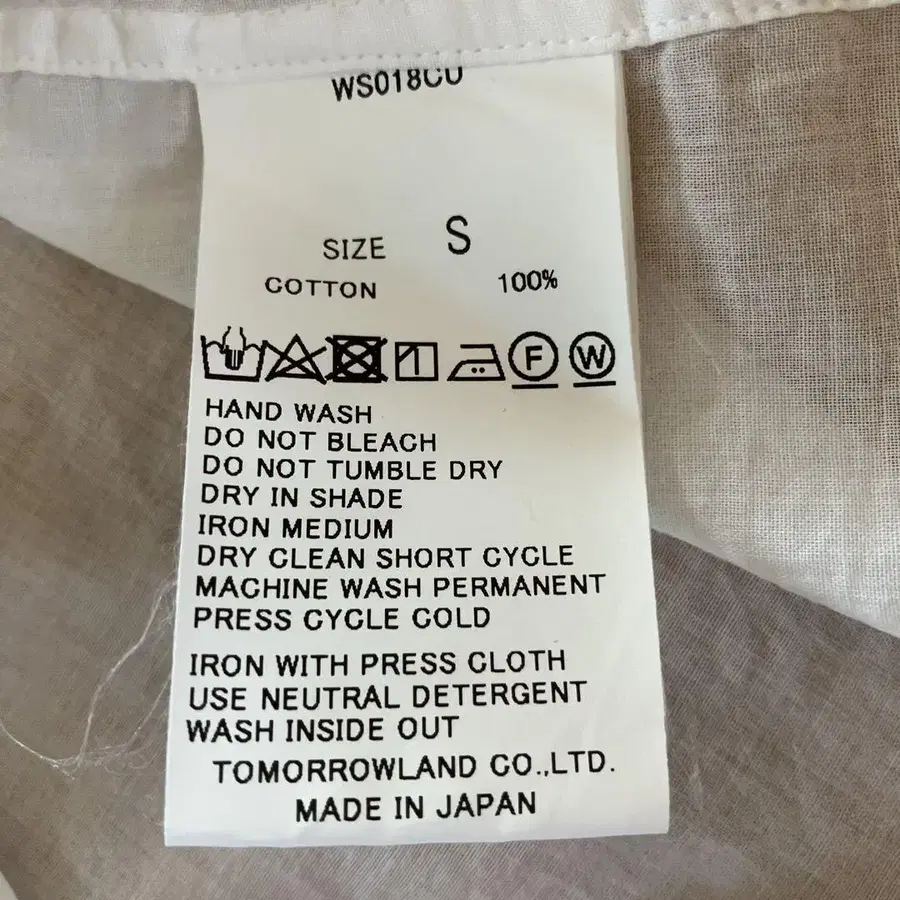 WS018CU
SIZE S
COTTON 100%
F W
HAND WASH
DO NOT BLEACH
DO NOT TUMBLE DRY
DRY IN SHADE
IRON MEDIUM
DRY CLEAN SHORT CYCLE
MACHINE WASH PERMANENT
PRESS CYCLE COLD
IRON WITH PRESS CLOTH
USE NEUTRAL DETERGENT
WASH INSIDE OUT
TOMORROWLAND CO.,LTD.
MADE IN JAPAN